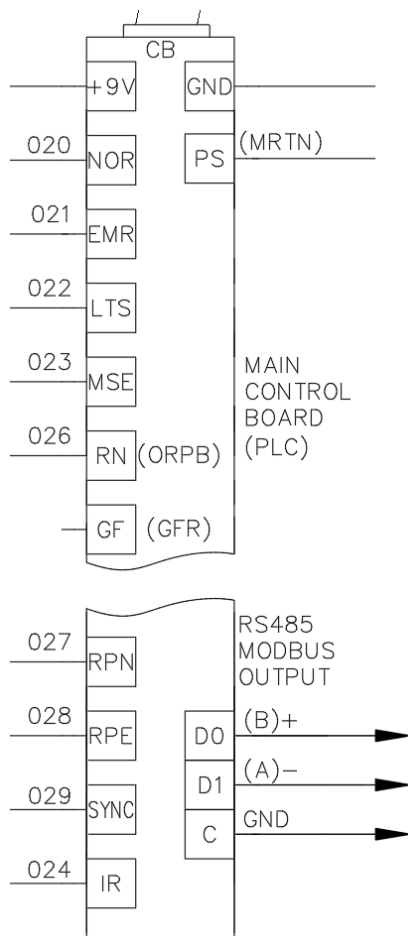 CB
+9V GND
020 NOR PS (MRTN)
021 EMR
022 LTS
023 MSE
MAIN
CONTROL
BOARD
(PLC)
026 RN (ORPB)
GF (GFR)
RS485
MODBUS
OUTPUT
027 RPN
028 RPE D0 (B)+
D1 (A)-
029 SYNC
C GND
024 IR